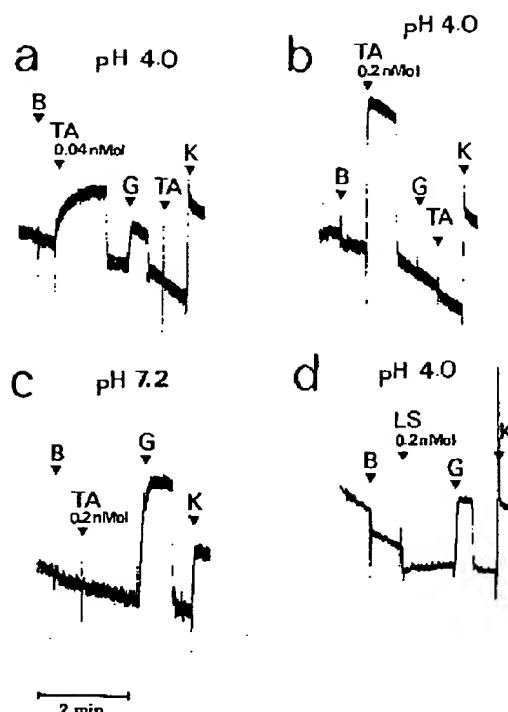 a pH 4.0
B
TA
0.04 nMol
G TA K
b pH 4.0
TA
0.2 nMol
B
G
TA
K
c pH 7.2
B
TA
0.2 nMol
G
K
d pH 4.0
LS
0.2 nMol
B
G
K
2 min